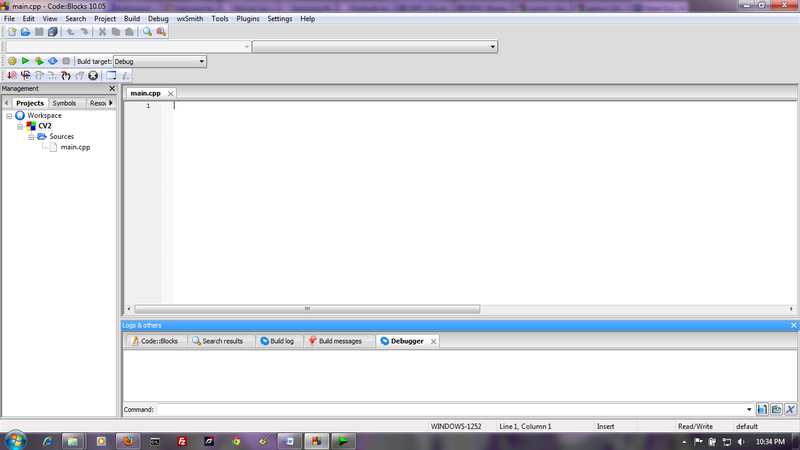 main.cpp - Code::Blocks 10.05
File Edit View Search Project Build Debug wxSmith Tools Plugins Settings Help
Build target: Debug
Management
Projects Symbols Resou
main.cpp
1
Workspace
CV2
Sources
main.cpp
Logs & others
Code::Blocks Search results Build log Build messages Debugger
Command:
WINDOWS-1252 Line 1, Column 1 Insert Read/Write default
10:34 PM